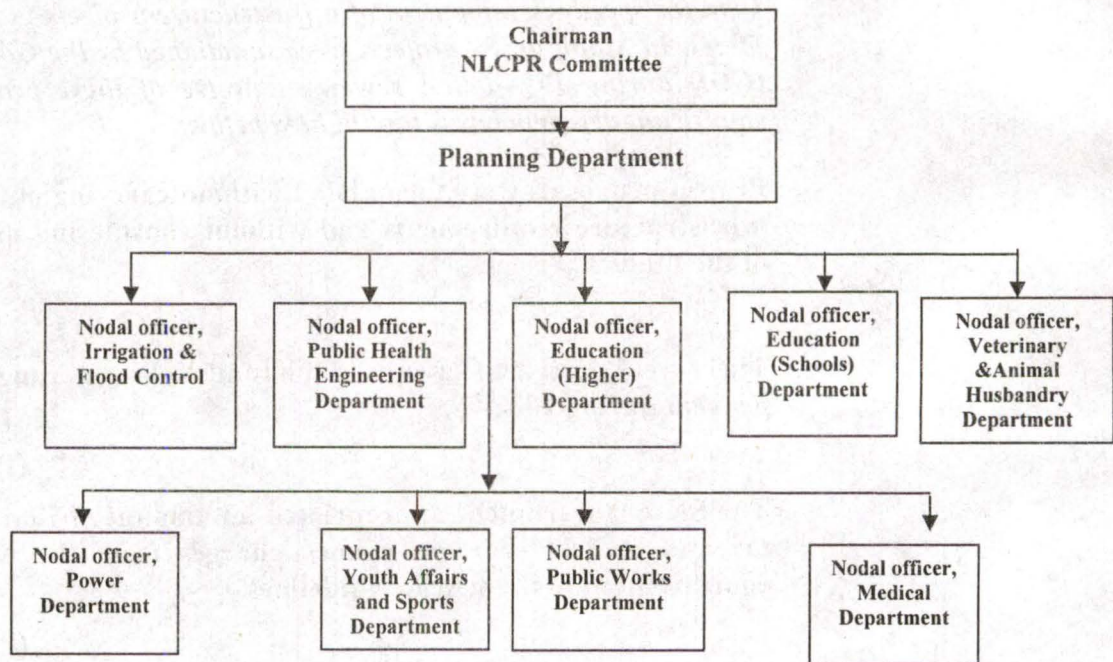 Chairman
NLCPR Committee
Planning Department
Nodal officer,
Irrigation &
Flood Control
Nodal officer,
Public Health
Engineering
Department
Nodal officer,
Education
(Higher)
Department
Nodal officer,
Education
(Schools)
Department
Nodal officer,
Veterinary
&Animal
Husbandry
Department
Nodal officer,
Power
Department
Nodal officer,
Youth Affairs
and Sports
Department
Nodal officer,
Public Works
Department
Nodal officer,
Medical
Department